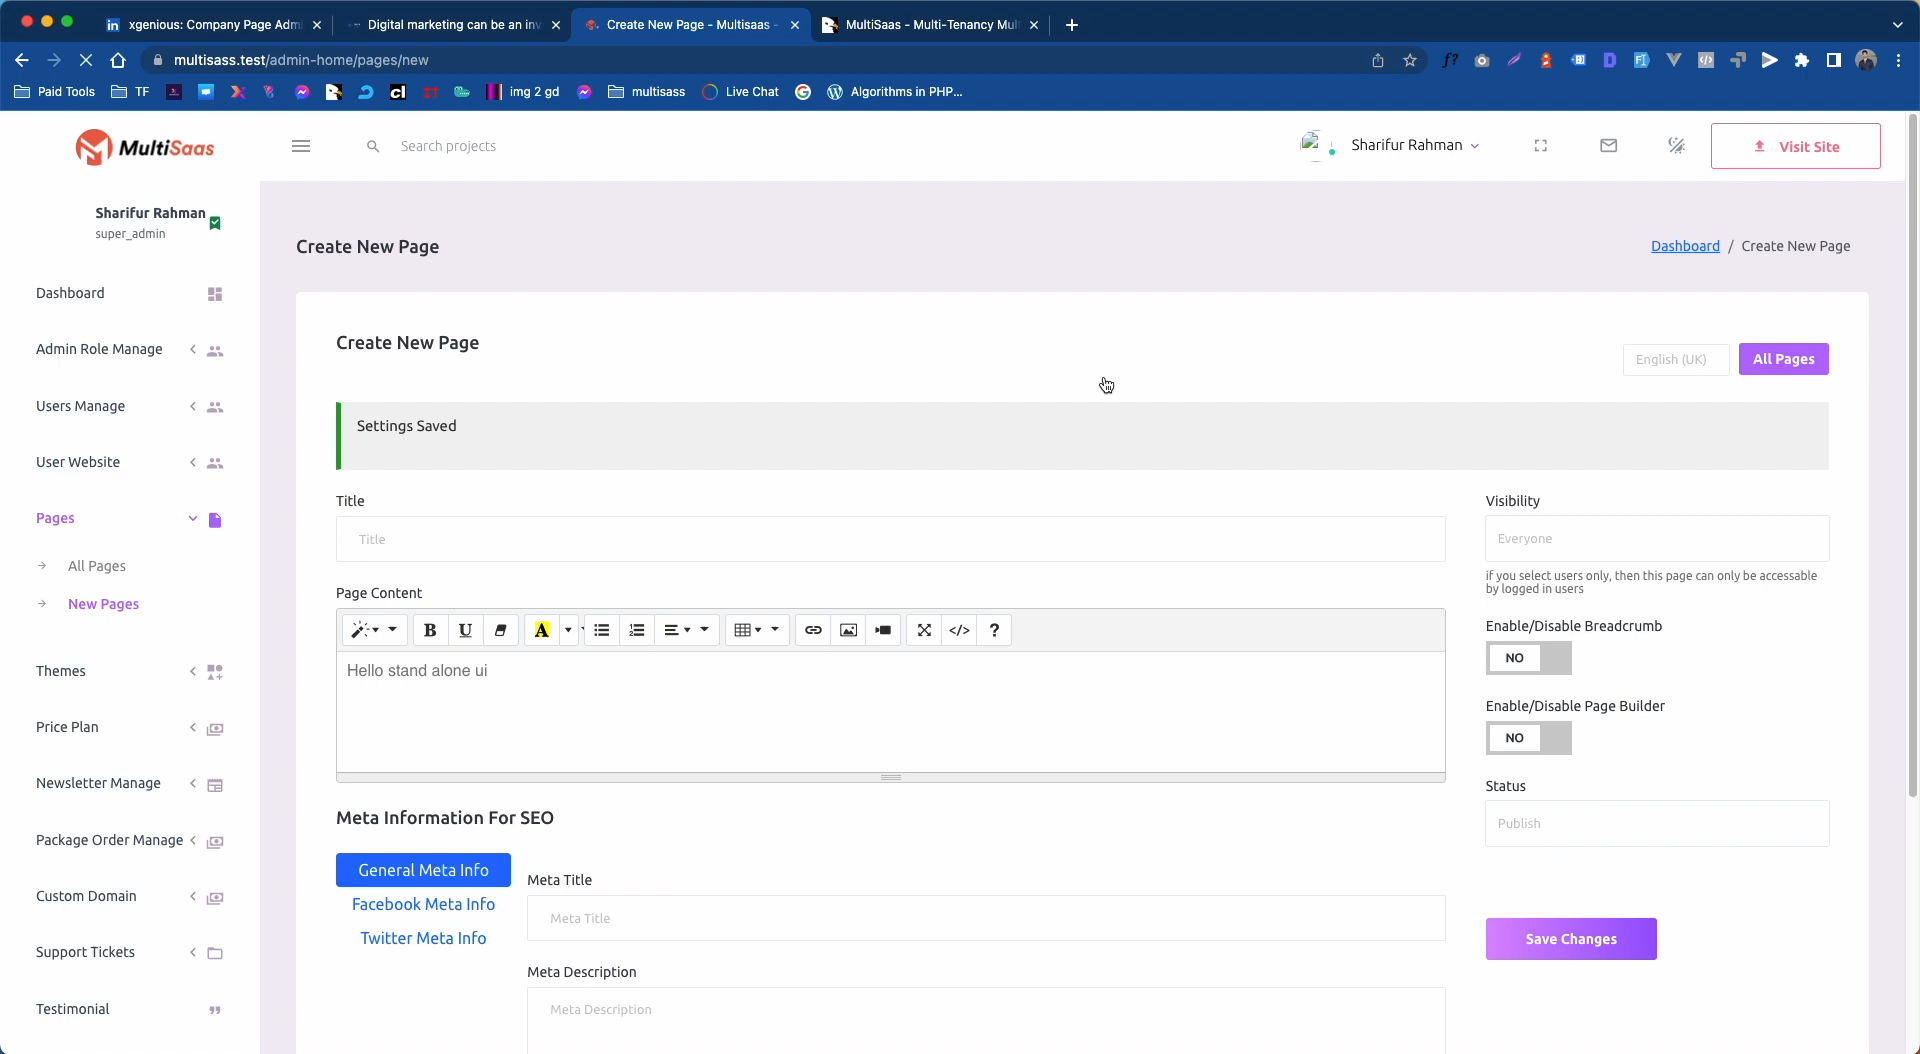 xgenious: Company Page Admi
Digital marketing can be an inv
Create New Page - Multisaas -
MultiSaas - Multi-Tenancy Mul
multisass.test/admin-home/pages/new
Paid Tools
TF
img 2 gd
multisass
Live Chat
Algorithms in PHP...
MultiSaas
Search projects
Sharifur Rahman
Visit Site
Sharifur Rahman
super_admin
Dashboard
Admin Role Manage
Users Manage
User Website
Pages
All Pages
New Pages
Themes
Price Plan
Newsletter Manage
Package Order Manage
Custom Domain
Support Tickets
Testimonial
Create New Page
Dashboard / Create New Page
Create New Page
English (UK)
All Pages
Settings Saved
Title
Title
Page Content
Hello stand alone ui
Meta Information For SEO
General Meta Info
Facebook Meta Info
Twitter Meta Info
Meta Title
Meta Title
Meta Description
Meta Description
Visibility
Everyone
if you select users only, then this page can only be accessable
by logged in users
Enable/Disable Breadcrumb
NO
Enable/Disable Page Builder
NO
Status
Publish
Save Changes